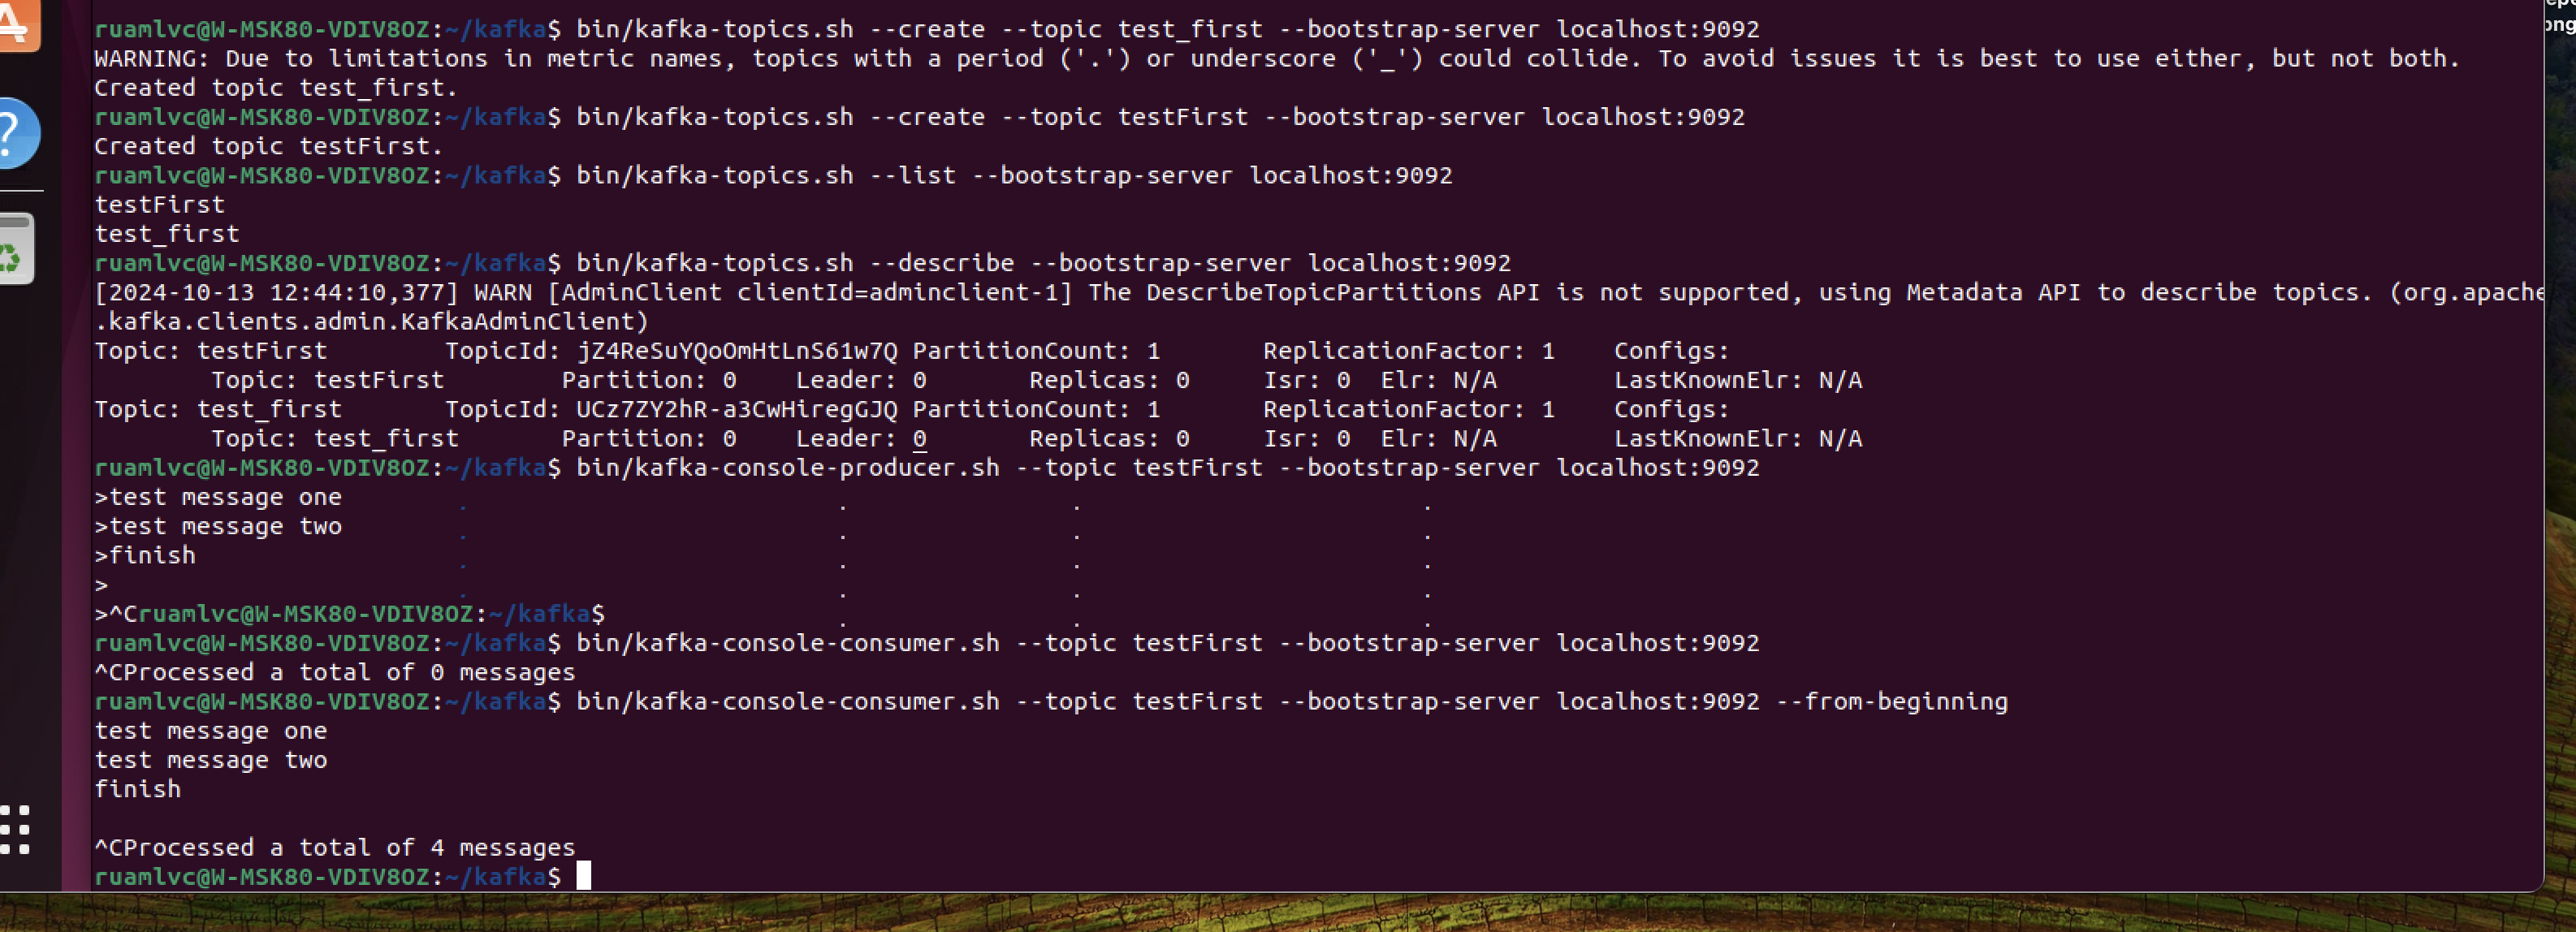 ruamlvc@W-MSK80-VDIV8OZ:~/kafka$ bin/kafka-topics.sh --create --topic test_first --bootstrap-server localhost:9092
WARNING: Due to limitations in metric names, topics with a period ('.') or underscore ('_') could collide. To avoid issues it is best to use either, but not both.
Created topic test_first.
ruamlvc@W-MSK80-VDIV8OZ:~/kafka$ bin/kafka-topics.sh --create --topic testFirst --bootstrap-server localhost:9092
Created topic testFirst.
ruamlvc@W-MSK80-VDIV8OZ:~/kafka$ bin/kafka-topics.sh --list --bootstrap-server localhost:9092
testFirst
test_first
ruamlvc@W-MSK80-VDIV8OZ:~/kafka$ bin/kafka-topics.sh --describe --bootstrap-server localhost:9092
[2024-10-13 12:44:10,377] WARN [AdminClient clientId=adminclient-1] The DescribeTopicPartitions API is not supported, using Metadata API to describe topics. (org.apache
.kafka.clients.admin.KafkaAdminClient)
Topic: testFirst TopicId: jZ4ReSuYQoOmHtLnS61w7Q PartitionCount: 1 ReplicationFactor: 1 Configs:
Topic: testFirst Partition: 0 Leader: 0 Replicas: 0 Isr: 0 Elr: N/A LastKnownElr: N/A
Topic: test_first TopicId: UCz7ZY2hR-a3CwHiregGJQ PartitionCount: 1 ReplicationFactor: 1 Configs:
Topic: test_first Partition: 0 Leader: 0 Replicas: 0 Isr: 0 Elr: N/A LastKnownElr: N/A
ruamlvc@W-MSK80-VDIV8OZ:~/kafka$ bin/kafka-console-producer.sh --topic testFirst --bootstrap-server localhost:9092
>test message one
>test message two
>finish
>
>^Cruamlvc@W-MSK80-VDIV8OZ:~/kafka$
ruamlvc@W-MSK80-VDIV8OZ:~/kafka$ bin/kafka-console-consumer.sh --topic testFirst --bootstrap-server localhost:9092
^CProcessed a total of 0 messages
ruamlvc@W-MSK80-VDIV8OZ:~/kafka$ bin/kafka-console-consumer.sh --topic testFirst --bootstrap-server localhost:9092 --from-beginning
test message one
test message two
finish

^CProcessed a total of 4 messages
ruamlvc@W-MSK80-VDIV8OZ:~/kafka$